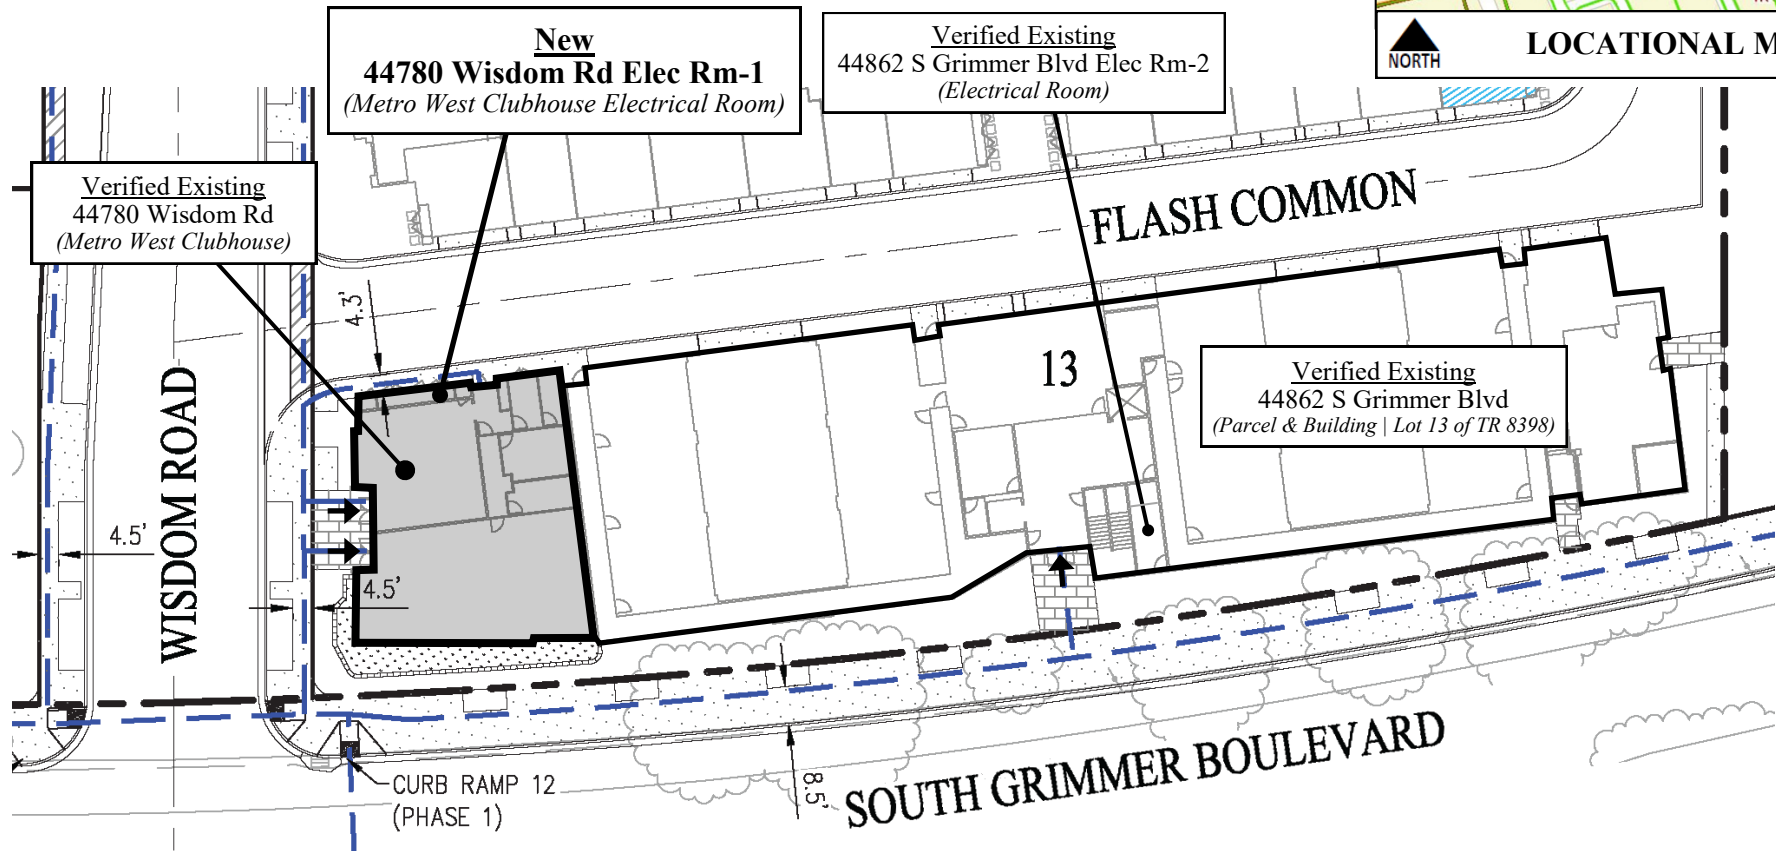 New
44780 Wisdom Rd Elec Rm-1
(Metro West Clubhouse Electrical Room)
Verified Existing
44862 S Grimmer Blvd Elec Rm-2
(Electrical Room)
NORTH
LOCATIONAL M
Verified Existing
44780 Wisdom Rd
(Metro West Clubhouse)
FLASH COMMON
4.3'
13
Verified Existing
44862 S Grimmer Blvd
(Parcel & Building | Lot 13 of TR 8398)
WISDOM ROAD
4.5'
4.5'
CURB RAMP 12
(PHASE 1)
8.5'
SOUTH GRIMMER BOULEVARD